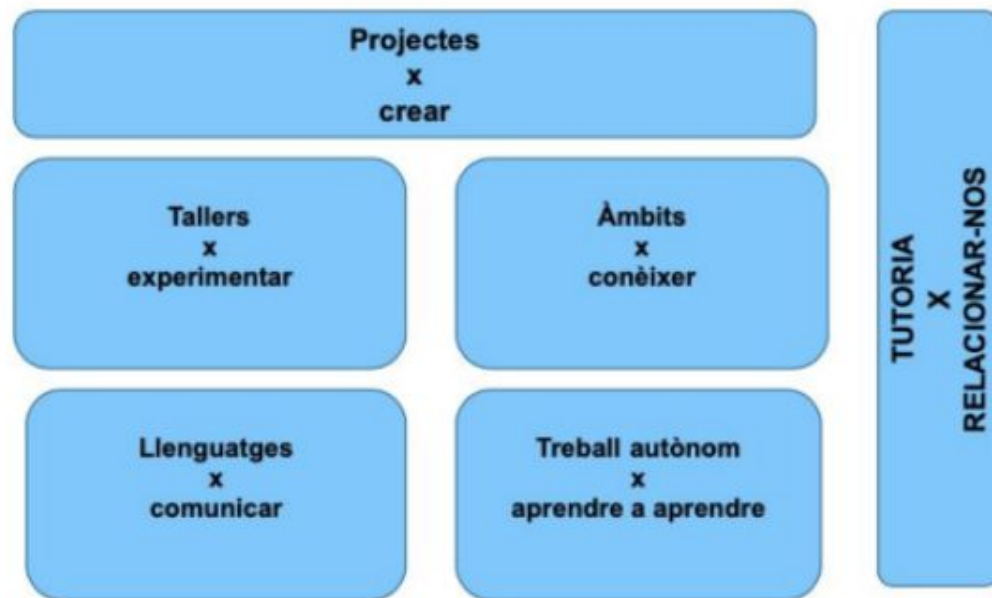 Projectes
x
crear
Tallers
x
experimentar
Àmbits
x
conèixer
Llenguatges
x
comunicar
Treball autònom
x
aprendre a aprendre
TUTORIA
X
RELACIONAR-NOS